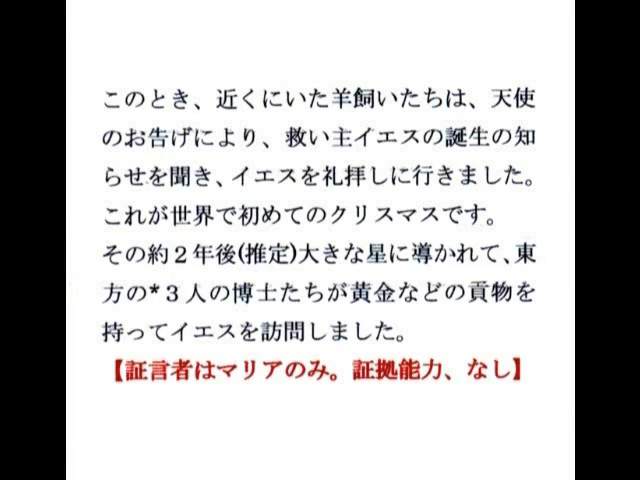 このとき、近くにいた羊飼いたちは、天使
のお告げにより、救い主イエスの誕生の知
らせを聞き、イエスを礼拝しに行きました。
これが世界で初めてのクリスマスです。
その約２年後(推定)大きな星に導かれて、東
方の*３人の博士たちが黄金などの貢物を
持ってイエスを訪問しました。
【証言者はマリアのみ。証拠能力、なし】